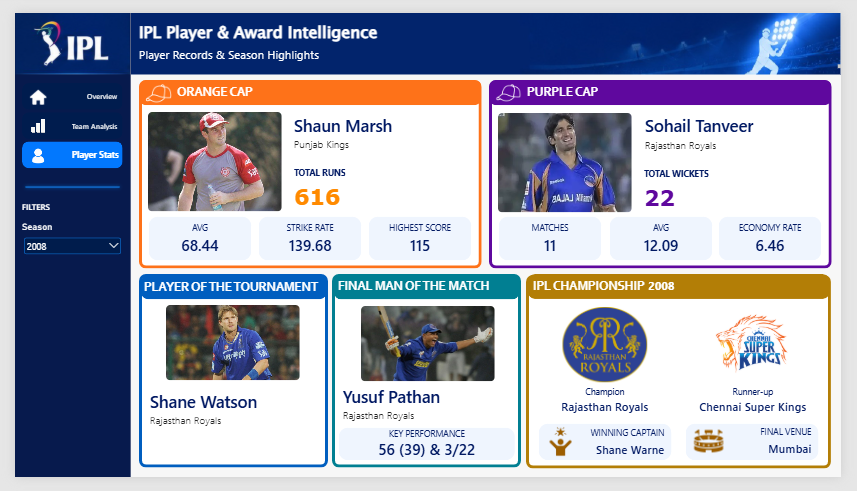 IPL
IPL Player & Award Intelligence
Player Records & Season Highlights
Overview
Team Analysis
Player Stats
FILTERS
Season
2008
ORANGE CAP
Shaun Marsh
Punjab Kings
TOTAL RUNS
616
AVG
68.44
STRIKE RATE
139.68
HIGHEST SCORE
115
PURPLE CAP
Sohail Tanveer
Rajasthan Royals
TOTAL WICKETS
22
MATCHES
11
AVG
12.09
ECONOMY RATE
6.46
PLAYER OF THE TOURNAMENT
Shane Watson
Rajasthan Royals
FINAL MAN OF THE MATCH
Yusuf Pathan
Rajasthan Royals
KEY PERFORMANCE
56 (39) & 3/22
IPL CHAMPIONSHIP 2008
RAJASTHAN
ROYALS
Champion
Rajasthan Royals
CHENNAI
SUPER
KINGS
Runner-up
Chennai Super Kings
WINNING CAPTAIN
Shane Warne
FINAL VENUE
Mumbai